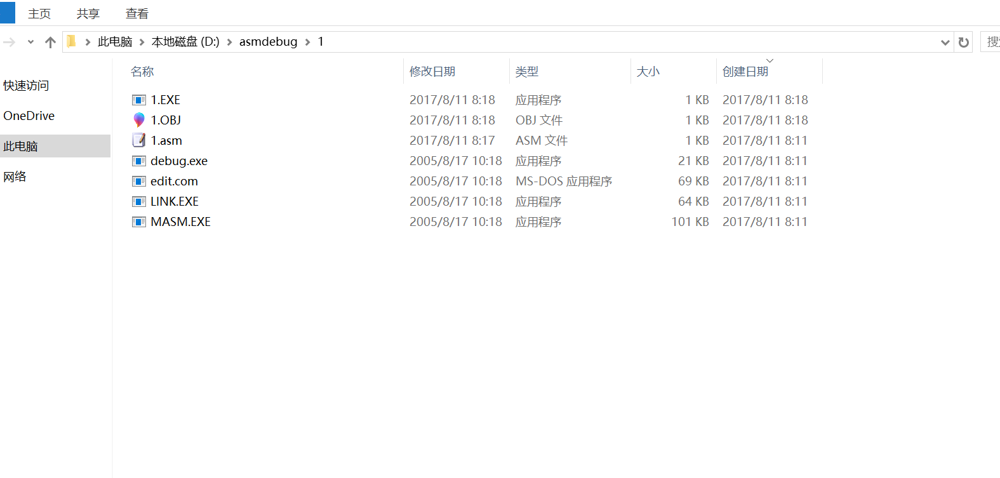 主页 共享 查看
此电脑 本地磁盘 (D:) asmdebug 1
名称 修改日期 类型 大小 创建日期
快速访问
OneDrive
此电脑
网络
1.EXE 2017/8/11 8:18 应用程序 1 KB 2017/8/11 8:18
1.OBJ 2017/8/11 8:18 OBJ 文件 1 KB 2017/8/11 8:18
1.asm 2017/8/11 8:17 ASM 文件 1 KB 2017/8/11 8:11
debug.exe 2005/8/17 10:18 应用程序 21 KB 2017/8/11 8:11
edit.com 2005/8/17 10:18 MS-DOS 应用程序 69 KB 2017/8/11 8:11
LINK.EXE 2005/8/17 10:18 应用程序 64 KB 2017/8/11 8:11
MASM.EXE 2005/8/17 10:18 应用程序 101 KB 2017/8/11 8:11